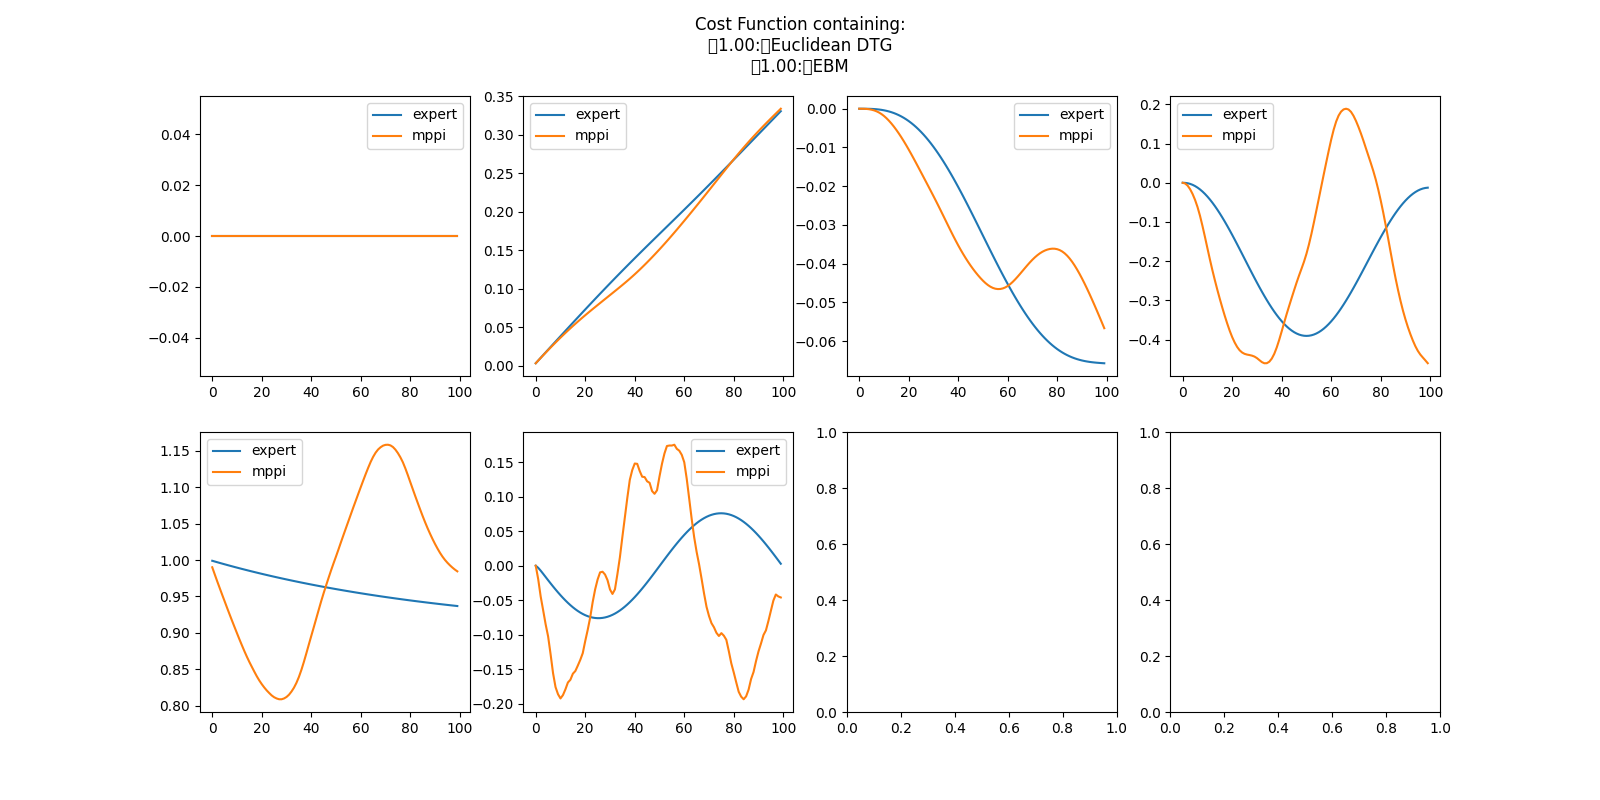 Cost Function containing:
1.00: Euclidean DTG
1.00: EBM
expert
mppi
0.04
0.02
0.00
−0.02
−0.04
0 20 40 60 80 100
expert
mppi
0.35
0.30
0.25
0.20
0.15
0.10
0.05
0.00
0 20 40 60 80 100
expert
mppi
0.00
−0.01
−0.02
−0.03
−0.04
−0.05
−0.06
0 20 40 60 80 100
expert
mppi
0.2
0.1
0.0
−0.1
−0.2
−0.3
−0.4
0 20 40 60 80 100
expert
mppi
1.15
1.10
1.05
1.00
0.95
0.90
0.85
0.80
0 20 40 60 80 100
expert
mppi
0.15
0.10
0.05
0.00
−0.05
−0.10
−0.15
−0.20
0 20 40 60 80 100
1.0
0.8
0.6
0.4
0.2
0.0
0.0 0.2 0.4 0.6 0.8 1.0
1.0
0.8
0.6
0.4
0.2
0.0
0.0 0.2 0.4 0.6 0.8 1.0